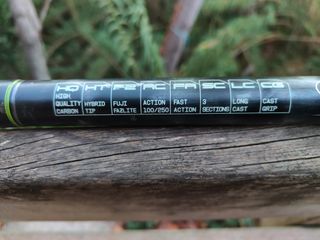 HQ HT FZ AC FA SC LC CG
HIGH
QUALITY HYBRID FUJI ACTION FAST 3 LONG CAST
CARBON TIP FAZLITE 100/250 ACTION SECTIONS CAST GRIP